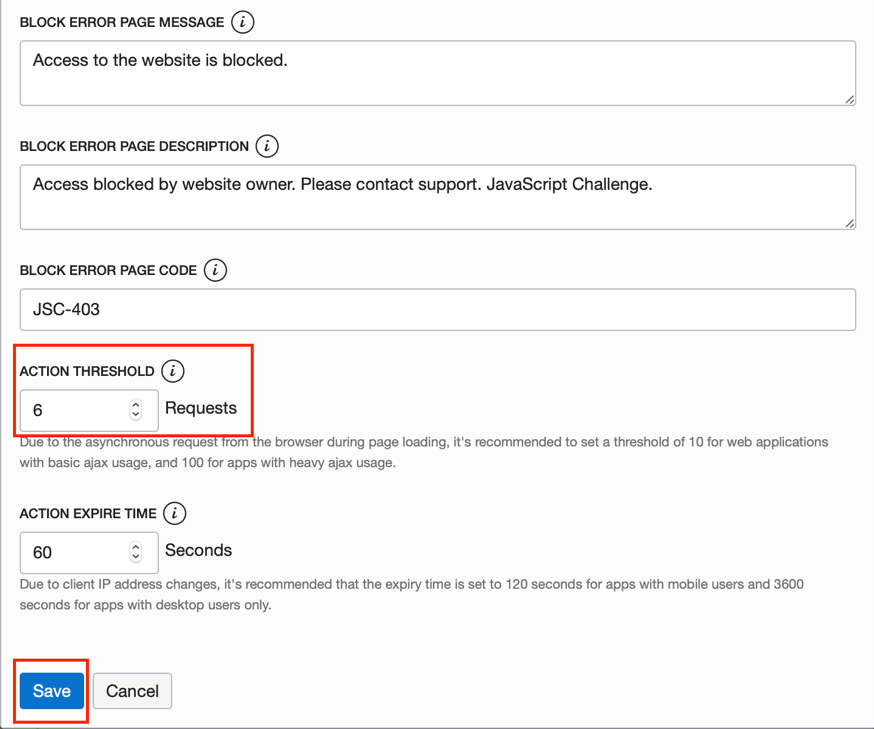 BLOCK ERROR PAGE MESSAGE i
Access to the website is blocked.
BLOCK ERROR PAGE DESCRIPTION i
Access blocked by website owner. Please contact support. JavaScript Challenge.
BLOCK ERROR PAGE CODE i
JSC-403
ACTION THRESHOLD i
6 Requests
Due to the asynchronous request from the browser during page loading, it's recommended to set a threshold of 10 for web applications
with basic ajax usage, and 100 for apps with heavy ajax usage.
ACTION EXPIRE TIME i
60 Seconds
Due to client IP address changes, it's recommended that the expiry time is set to 120 seconds for apps with mobile users and 3600
seconds for apps with desktop users only.
Save Cancel